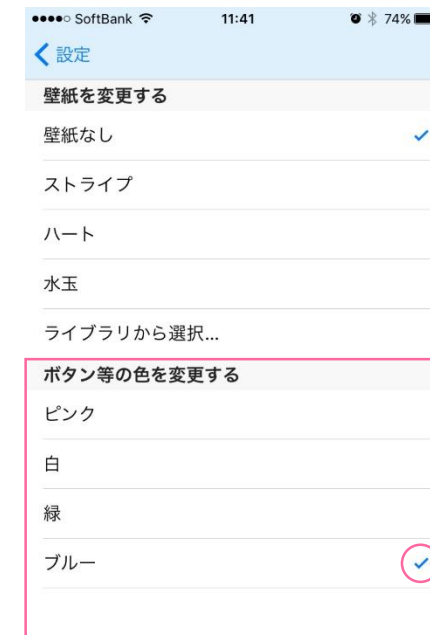 SoftBank 11:41 74%
設定
壁紙を変更する
壁紙なし
ストライプ
ハート
水玉
ライブラリから選択...
ボタン等の色を変更する
ピンク
白
緑
ブルー